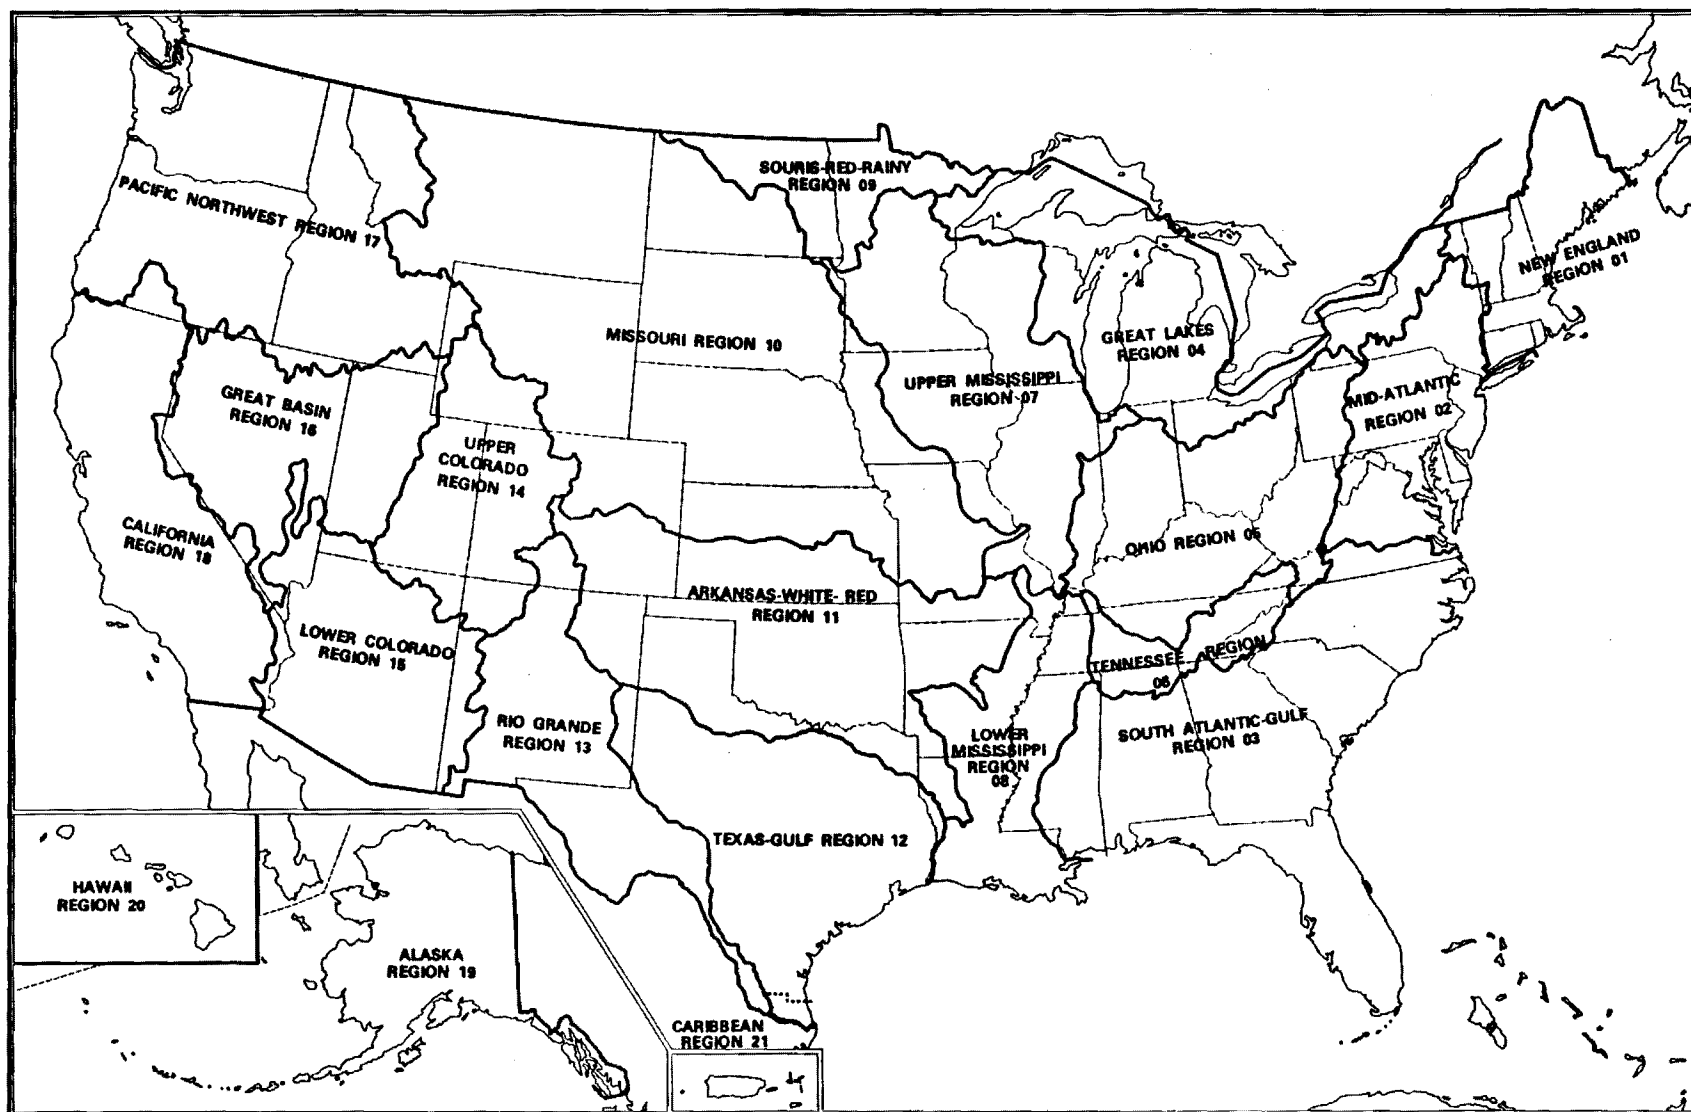 SOURIS-RED-RAINY
REGION 09
PACIFIC NORTHWEST REGION 17
NEW ENGLAND
REGION 01
MISSOURI REGION 10
GREAT LAKES
REGION 04
UPPER MISSISSIPPI
REGION 07
GREAT BASIN
REGION 16
MID-ATLANTIC
REGION 02
UPPER
COLORADO
REGION 14
CALIFORNIA
REGION 18
OHIO REGION 05
ARKANSAS-WHITE- RED
REGION 11
LOWER COLORADO
REGION 15
TENNESSEE REGION
06
RIO GRANDE
REGION 13
SOUTH ATLANTIC-GULF
REGION 03
LOWER
MISSISSIPPI
REGION
08
TEXAS-GULF REGION 12
HAWAII
REGION 20
ALASKA
REGION 19
CARIBBEAN
REGION 21